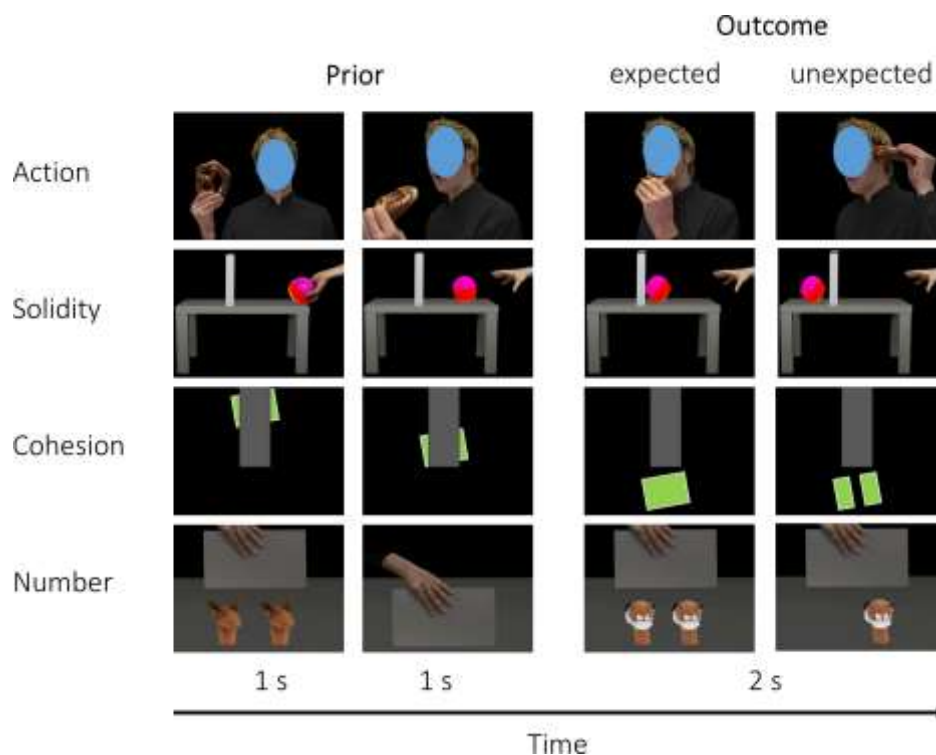 Outcome
Prior expected unexpected
Action
Solidity
Cohesion
Number
1 s 1 s 2 s
Time